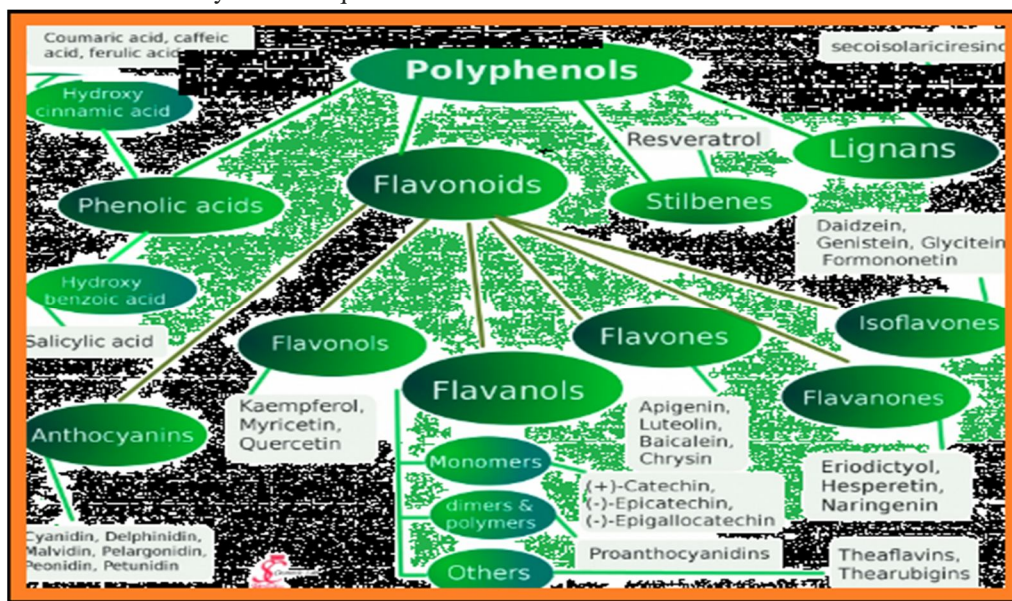 Coumaric acid, caffeic
acid, ferulic acid
secoisolariciresino
Polyphenols
Hydroxy
cinnamic acid
Resveratrol
Lignans
Flavonoids
Phenolic acids
Stilbenes
Daidzein,
Genistein, Glycitein
Formononetin
Hydroxy
benzoic acid
Salicylic acid
Flavonols
Flavones
Isoflavones
Flavanols
Flavanones
Kaempferol,
Myricetin,
Quercetin
Apigenin,
Luteolin,
Baicalein,
Chrysin
Anthocyanins
Monomers
Eriodictyol,
Hesperetin,
Naringenin
(+)-Catechin,
(-)-Epicatechin,
(-)-Epigallocatechin
dimers &
polymers
Cyanidin, Delphinidin,
Malvidin, Pelargonidin,
Peonidin, Petunidin
Proanthocyanidins
Others
Theaflavins,
Thearubigins